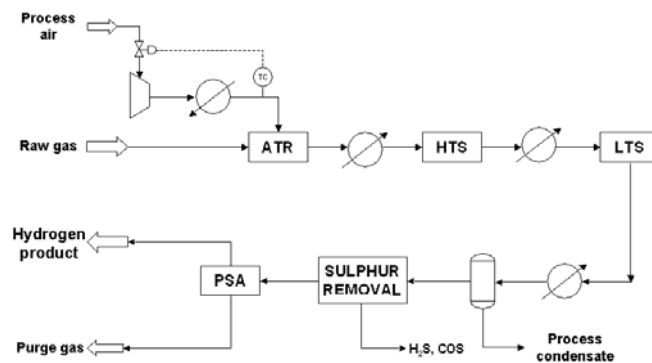 Process
air
TC
Raw gas
ATR
HTS
LTS
Hydrogen
product
PSA
SULPHUR
REMOVAL
Purge gas
H₂S, COS
Process
condensate